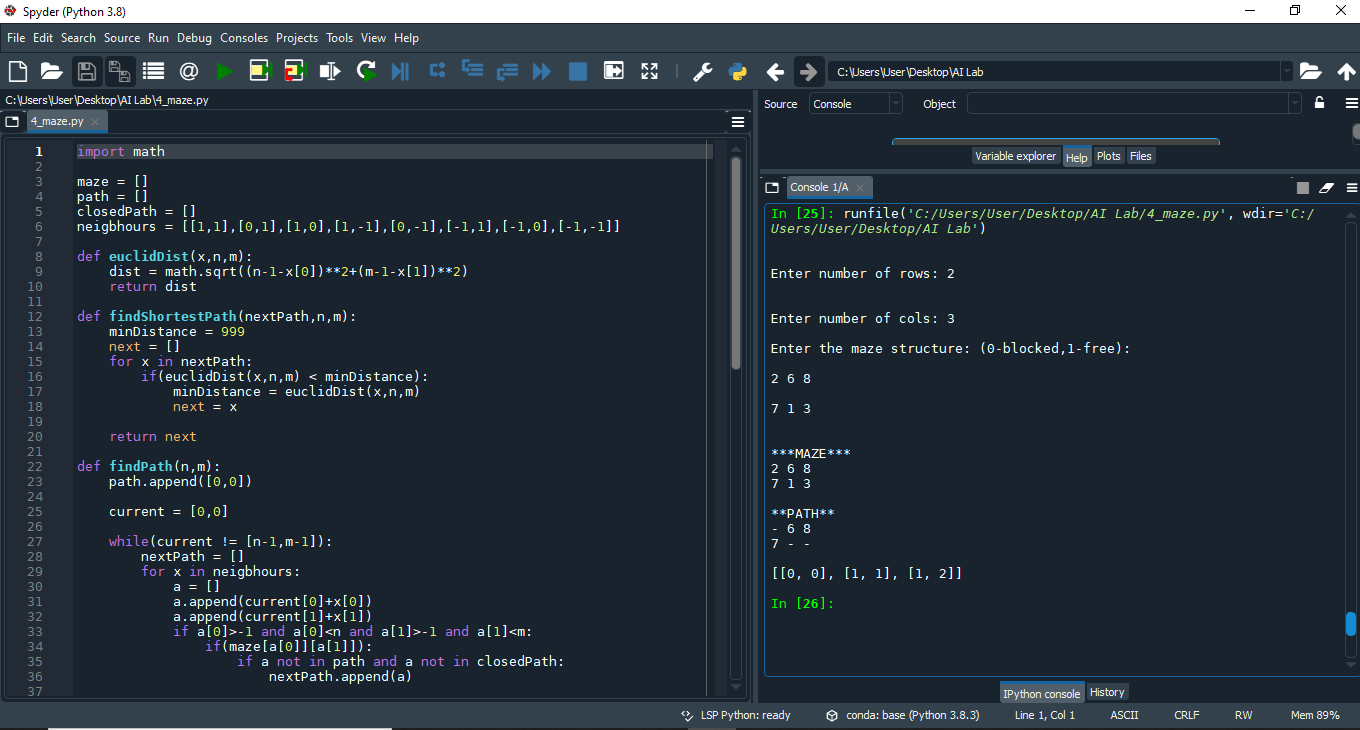 Spyder (Python 3.8)
File Edit Search Source Run Debug Consoles Projects Tools View Help
C:\Users\User\Desktop\AI Lab
C:\Users\User\Desktop\AI Lab\4_maze.py
4_maze.py
1 import math
2
3 maze = []
4 path = []
5 closedPath = []
6 neigbhours = [[1,1],[0,1],[1,0],[1,-1],[0,-1],[-1,1],[-1,0],[-1,-1]]
7
8 def euclidDist(x,n,m):
9     dist = math.sqrt((n-1-x[0])**2+(m-1-x[1])**2)
10     return dist
11
12 def findShortestPath(nextPath,n,m):
13     minDistance = 999
14     next = []
15     for x in nextPath:
16         if(euclidDist(x,n,m) < minDistance):
17             minDistance = euclidDist(x,n,m)
18             next = x
19
20     return next
21
22 def findPath(n,m):
23     path.append([0,0])
24
25     current = [0,0]
26
27     while(current != [n-1,m-1]):
28         nextPath = []
29         for x in neigbhours:
30             a = []
31             a.append(current[0]+x[0])
32             a.append(current[1]+x[1])
33             if a[0]>-1 and a[0]<n and a[1]>-1 and a[1]<m:
34                 if(maze[a[0]][a[1]]):
35                     if a not in path and a not in closedPath:
36                         nextPath.append(a)
37
Source Console Object
Variable explorer Help Plots Files
Console 1/A
In [25]: runfile('C:/Users/User/Desktop/AI Lab/4_maze.py', wdir='C:/
Users/User/Desktop/AI Lab')
Enter number of rows: 2
Enter number of cols: 3
Enter the maze structure: (0-blocked,1-free):
2 6 8
7 1 3
***MAZE***
2 6 8
7 1 3
**PATH**
- 6 8
7 - -
[[0, 0], [1, 1], [1, 2]]
In [26]:
IPython console History
LSP Python: ready conda: base (Python 3.8.3) Line 1, Col 1 ASCII CRLF RW Mem 89%